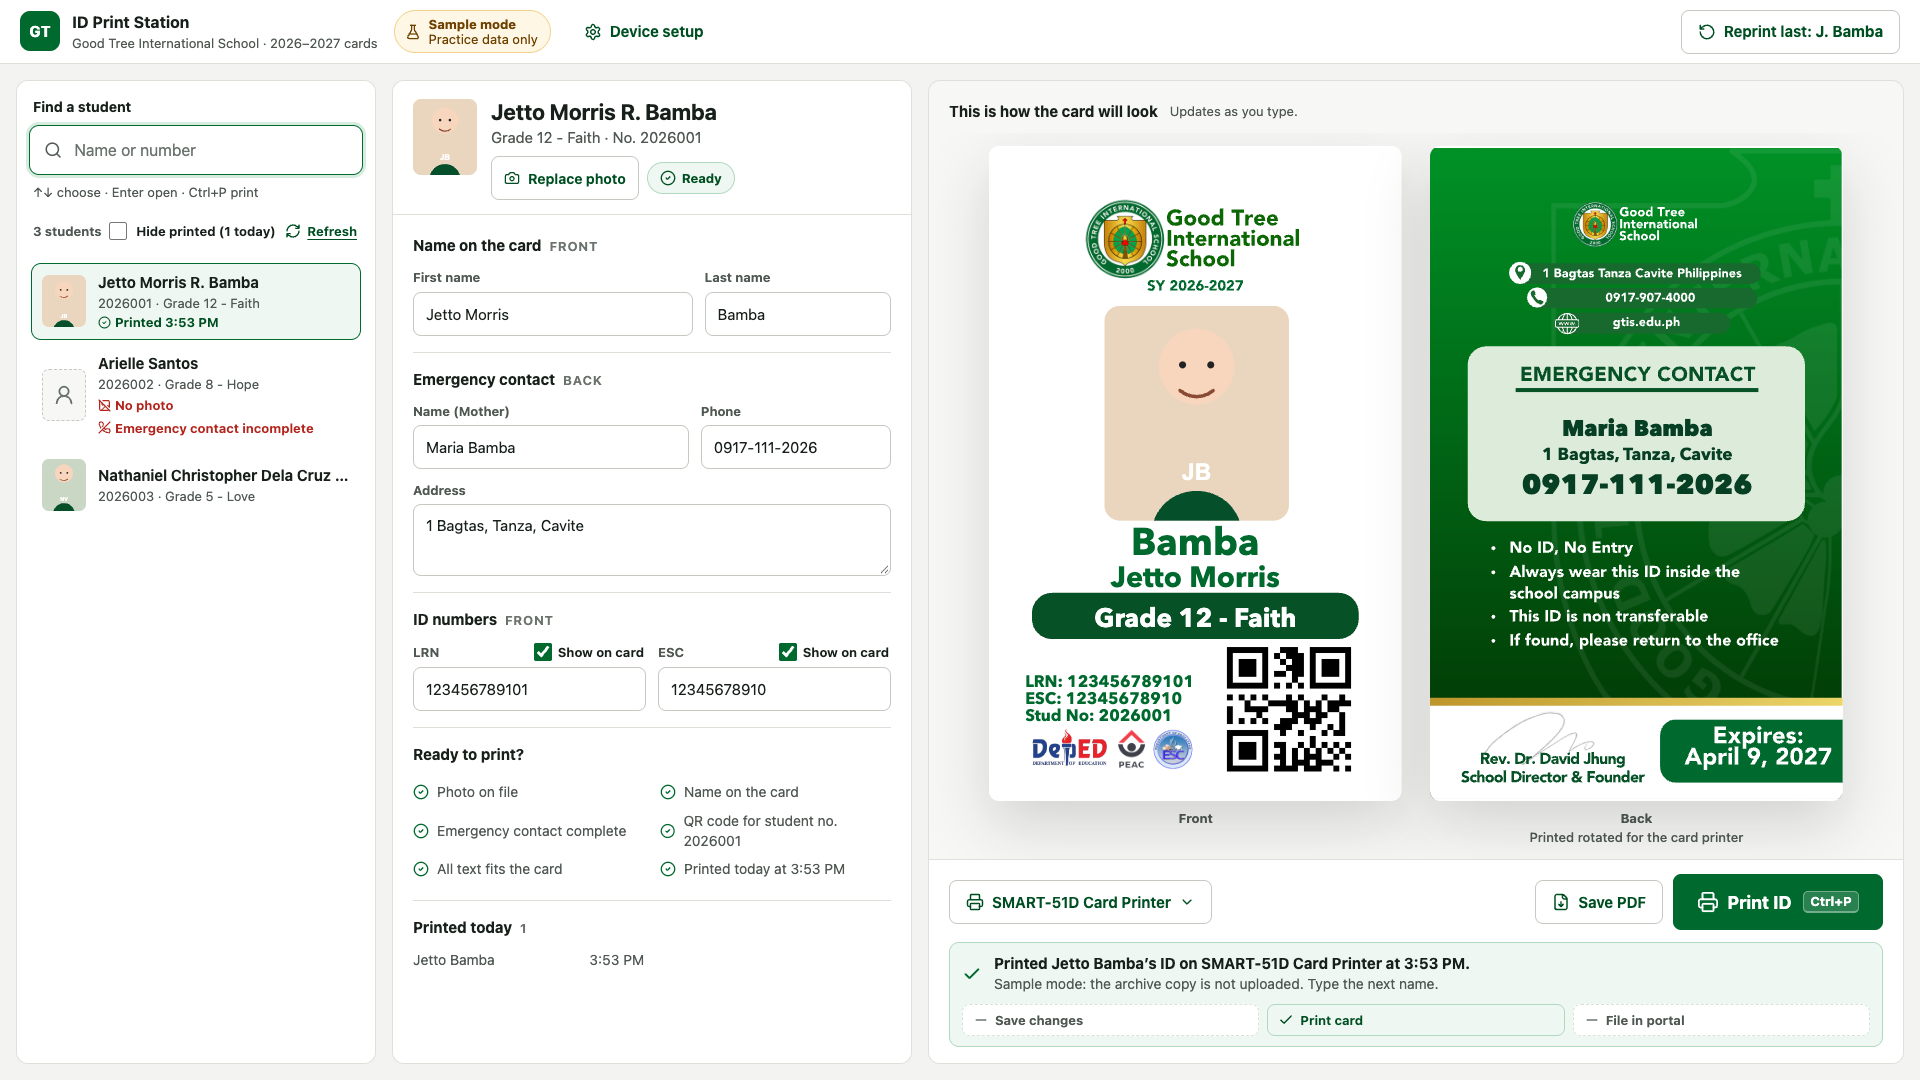 GT
ID Print Station
Good Tree International School · 2026–2027 cards
Sample mode
Practice data only
Device setup
Reprint last: J. Bamba
Find a student
Name or number
↑↓ choose · Enter open · Ctrl+P print
3 students
Hide printed (1 today)
Refresh
JB
Jetto Morris R. Bamba
2026001 · Grade 12 - Faith
Printed 3:53 PM
Arielle Santos
2026002 · Grade 8 - Hope
No photo
Emergency contact incomplete
Nathaniel Christopher Dela Cruz ...
2026003 · Grade 5 - Love
JB
Jetto Morris R. Bamba
Grade 12 - Faith · No. 2026001
Replace photo
Ready
Name on the card FRONT
First name
Last name
Jetto Morris
Bamba
Emergency contact BACK
Name (Mother)
Phone
Maria Bamba
0917-111-2026
Address
1 Bagtas, Tanza, Cavite
ID numbers FRONT
LRN
Show on card
ESC
Show on card
123456789101
12345678910
Ready to print?
Photo on file
Name on the card
Emergency contact complete
QR code for student no.
2026001
All text fits the card
Printed today at 3:53 PM
Printed today 1
Jetto Bamba
3:53 PM
This is how the card will look
Updates as you type.
GOOD TREE INTERNATIONAL SCHOOL
2000
Good Tree
International
School
SY 2026-2027
JB
Bamba
Jetto Morris
Grade 12 - Faith
LRN: 123456789101
ESC: 12345678910
Stud No: 2026001
DepED
DEPARTMENT OF EDUCATION
PEAC
ESC
Front
Good Tree
International
School
1 Bagtas Tanza Cavite Philippines
0917-907-4000
www.
gtis.edu.ph
EMERGENCY CONTACT
Maria Bamba
1 Bagtas, Tanza, Cavite
0917-111-2026
• No ID, No Entry
• Always wear this ID inside the
school campus
• This ID is non transferable
• If found, please return to the office
Rev. Dr. David Jhung
School Director & Founder
Expires:
April 9, 2027
Back
Printed rotated for the card printer
SMART-51D Card Printer
Save PDF
Print ID
Ctrl+P
Printed Jetto Bamba’s ID on SMART-51D Card Printer at 3:53 PM.
Sample mode: the archive copy is not uploaded. Type the next name.
Save changes
Print card
File in portal